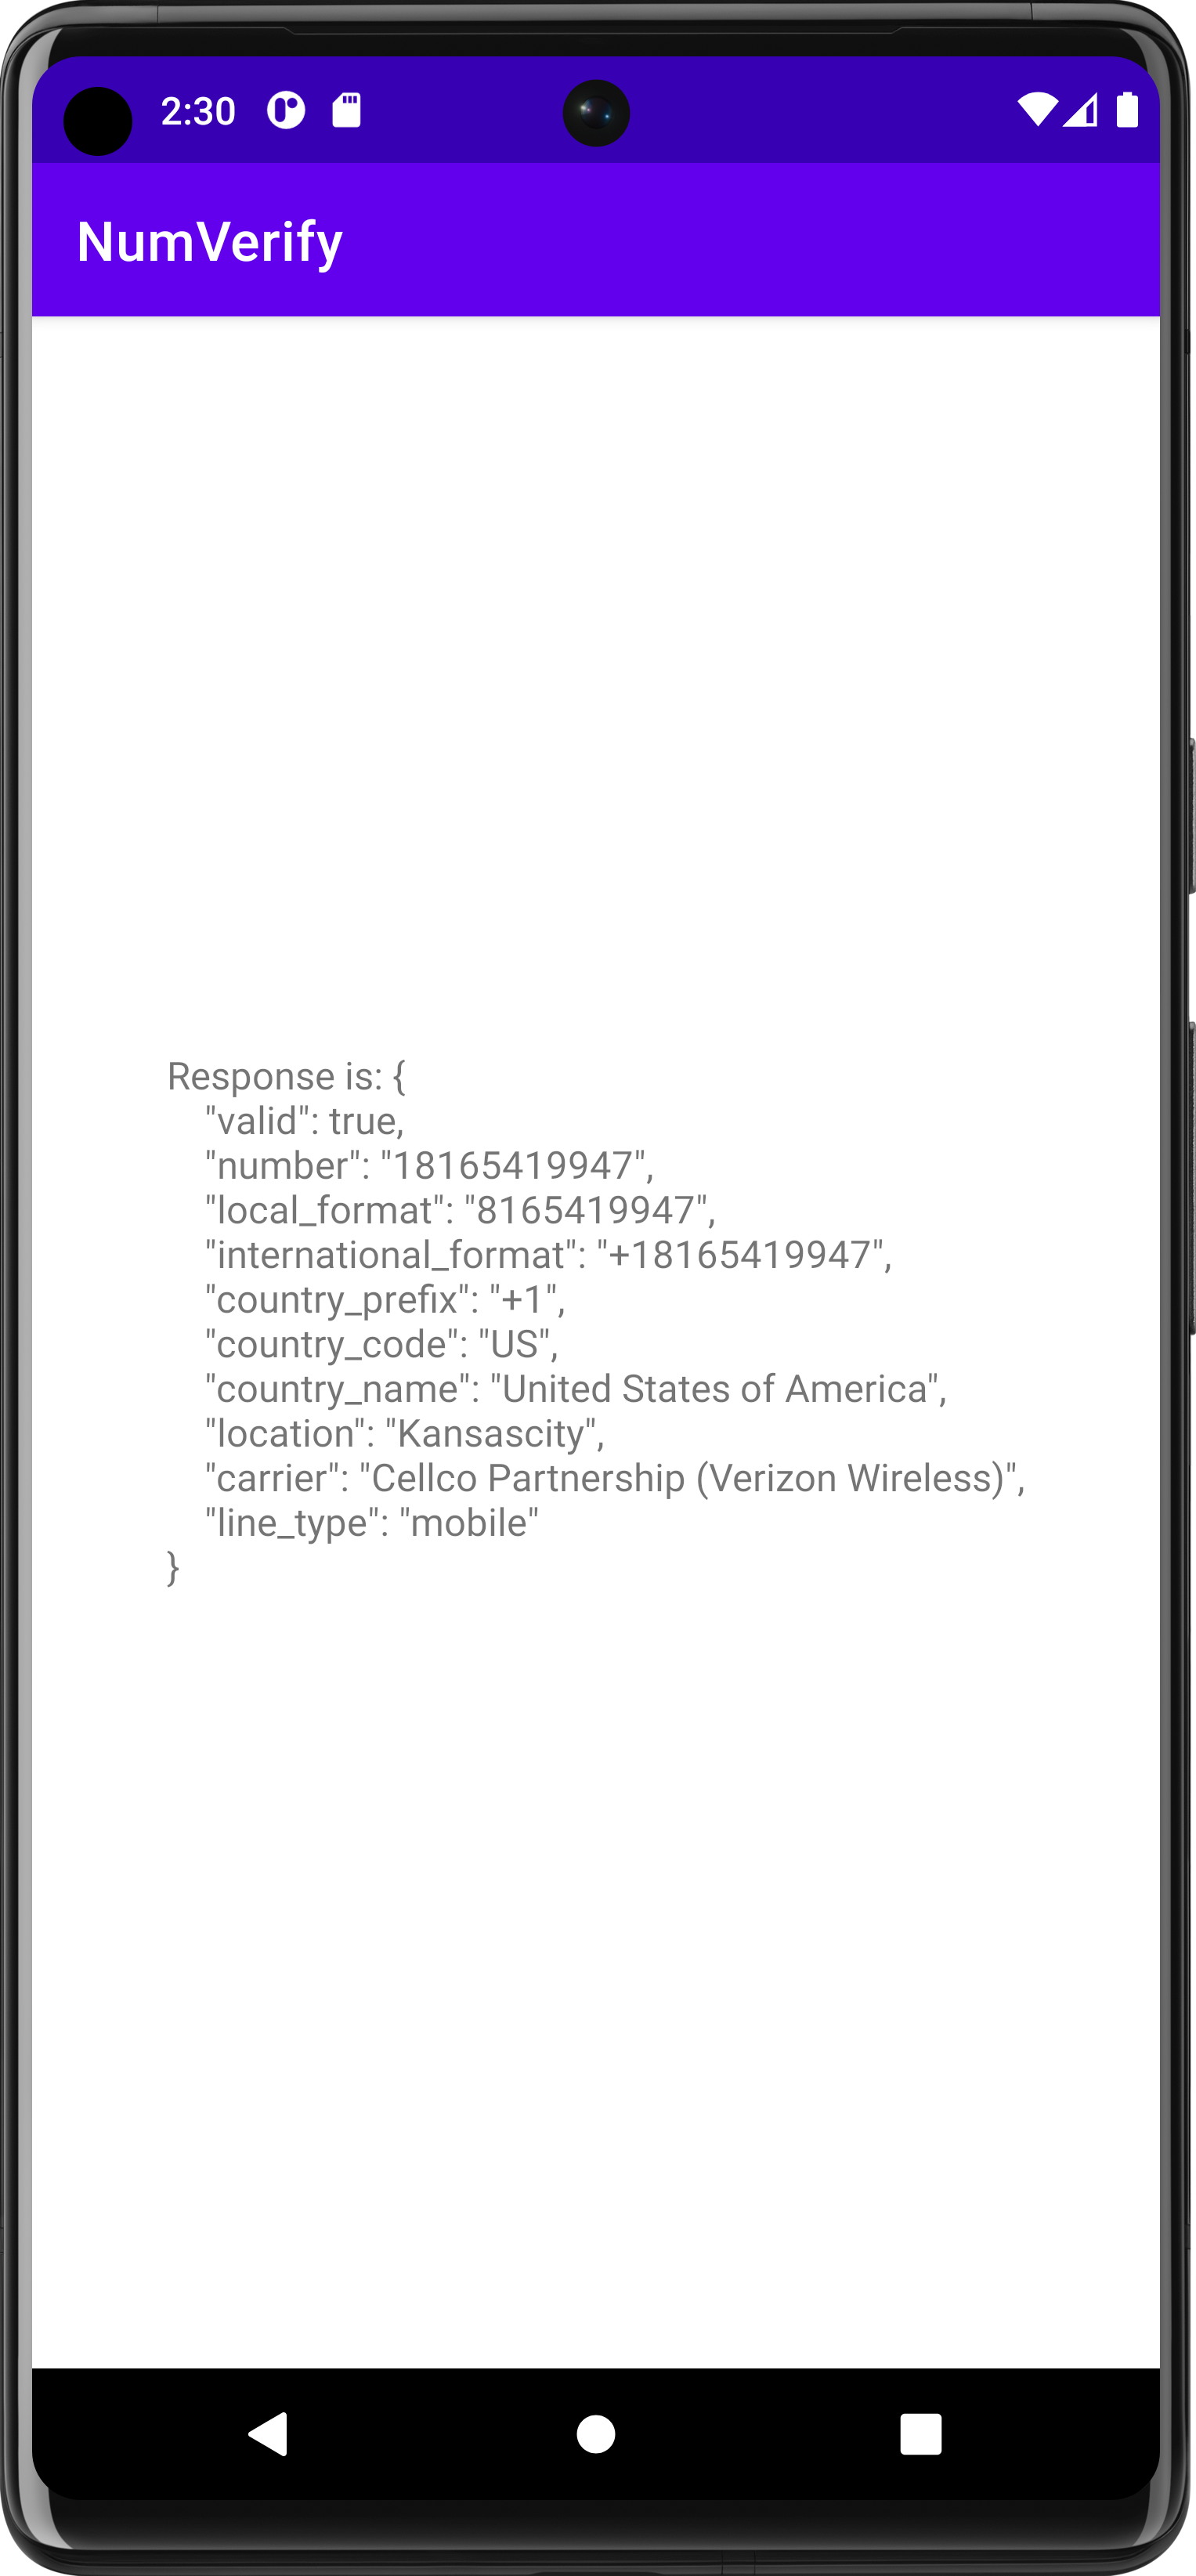 2:30
NumVerify
Response is: {
    "valid": true,
    "number": "18165419947",
    "local_format": "8165419947",
    "international_format": "+18165419947",
    "country_prefix": "+1",
    "country_code": "US",
    "country_name": "United States of America",
    "location": "Kansascity",
    "carrier": "Cellco Partnership (Verizon Wireless)",
    "line_type": "mobile"
}